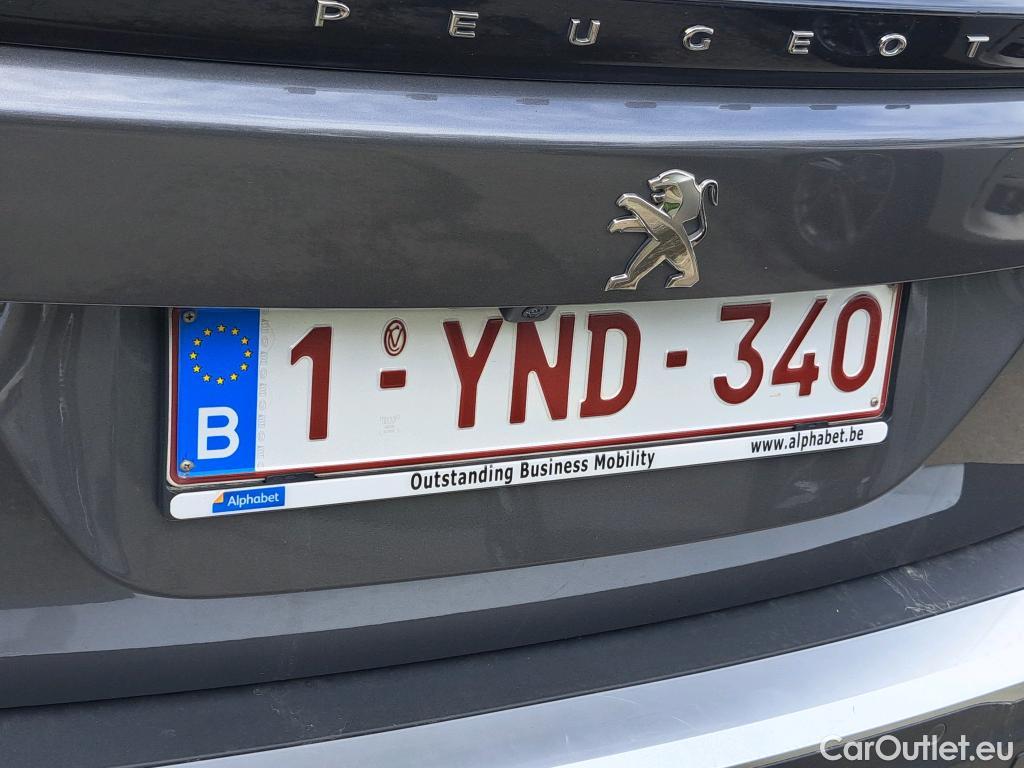 PEUGEOT
B 1-YND-340
Alphabet Outstanding Business Mobility www.alphabet.be
CarOutlet.eu